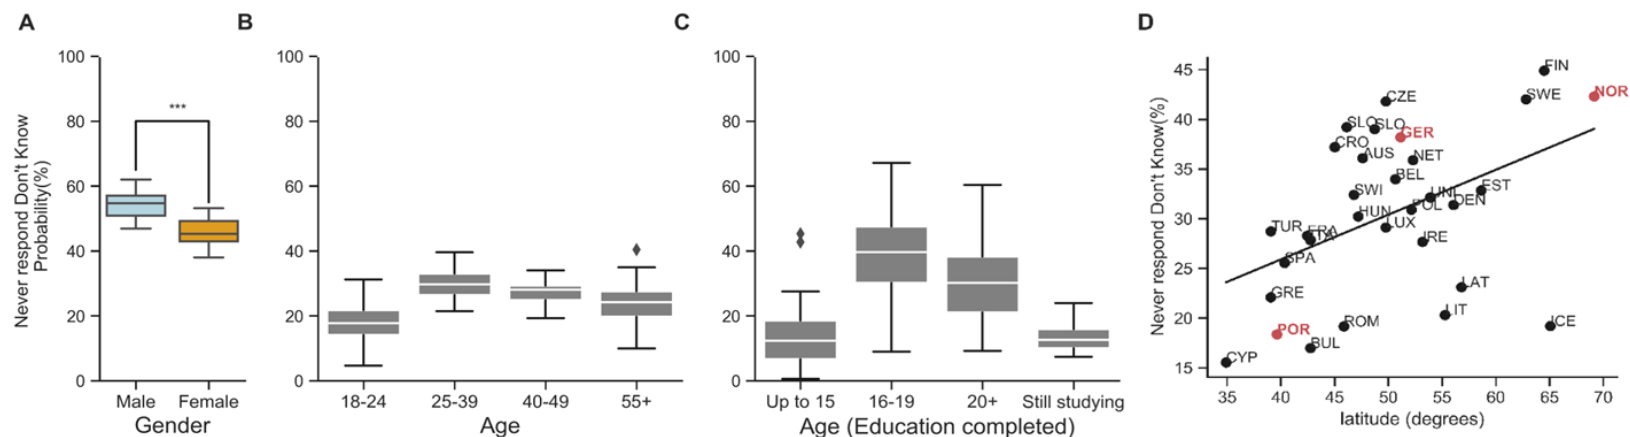 A
B
C
D
Never respond Don't Know
Probability(%)
100
80
60
40
20
0
***
Male
Female
Gender
100
80
60
40
20
0
18-24
25-39
40-49
55+
Age
100
80
60
40
20
0
Up to 15
16-19
20+
Still studying
Age (Education completed)
Never respond Don't Know(%)
45
40
35
30
25
20
15
FIN
NOR
SWE
CZE
SLO
SLO
GER
CRO
AUS
NET
BEL
SWI
UNI
EST
DEN
POL
HUN
LUX
TUR
FRA
ITA
IRE
SPA
LAT
GRE
LIT
ICE
ROM
POR
BUL
CYP
35
40
45
50
55
60
65
70
latitude (degrees)